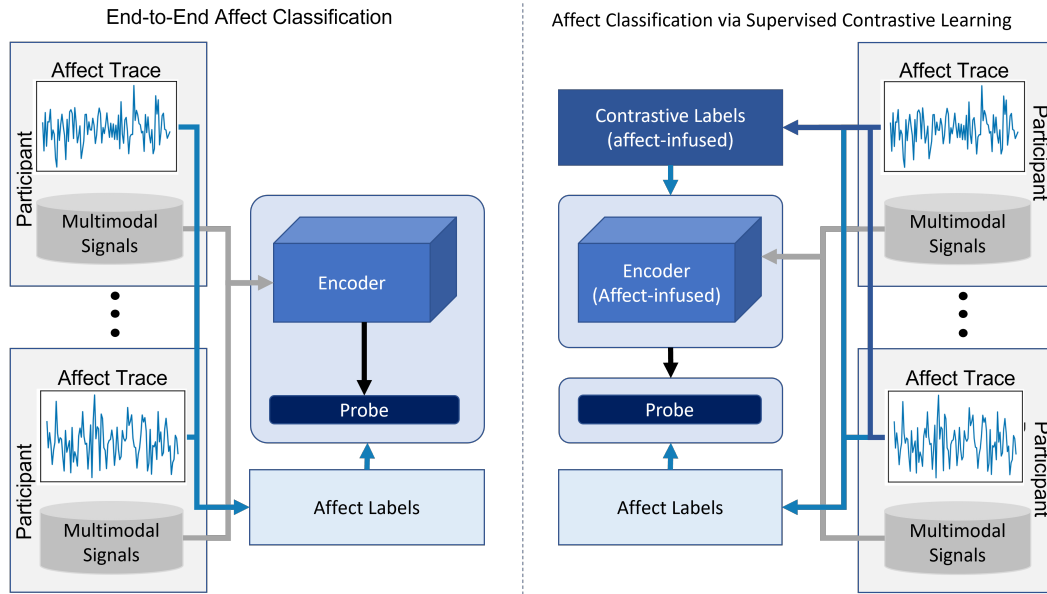 End-to-End Affect Classification
Affect Trace
Participant
Multimodal
Signals
Encoder
Probe
Affect Trace
Participant
Multimodal
Signals
Affect Labels
Affect Classification via Supervised Contrastive Learning
Contrastive Labels
(affect-infused)
Encoder
(Affect-infused)
Probe
Affect Labels
Affect Trace
Participant
Multimodal
Signals
Affect Trace
Participant
Multimodal
Signals